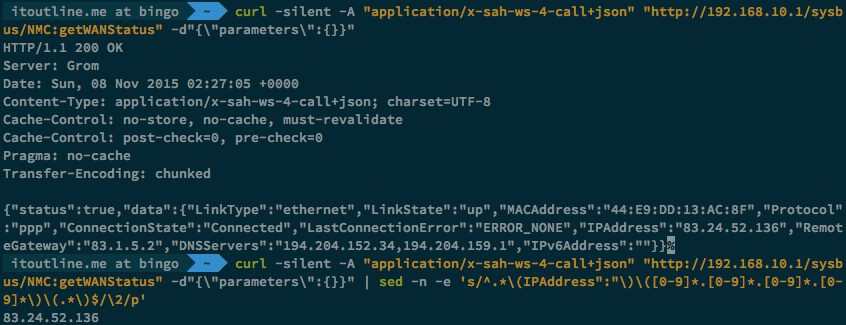 itoutline.me at bingo ~ curl -silent -A "application/x-sah-ws-4-call+json" "http://192.168.10.1/sysb
us/NMC:getWANStatus" -d"{\"parameters\":{}}"
HTTP/1.1 200 OK
Server: Grom
Date: Sun, 08 Nov 2015 02:27:05 +0000
Content-Type: application/x-sah-ws-4-call+json; charset=UTF-8
Cache-Control: no-store, no-cache, must-revalidate
Cache-Control: post-check=0, pre-check=0
Pragma: no-cache
Transfer-Encoding: chunked
{"status":true,"data":{"LinkType":"ethernet","LinkState":"up","MACAddress":"44:E9:DD:13:AC:8F","Protocol"
:"ppp","ConnectionState":"Connected","LastConnectionError":"ERROR_NONE","IPAddress":"83.24.52.136","Remot
eGateway":"83.1.5.2","DNSServers":"194.204.152.34,194.204.159.1","IPv6Address":""}}%
itoutline.me at bingo ~ curl -silent -A "application/x-sah-ws-4-call+json" "http://192.168.10.1/sysb
us/NMC:getWANStatus" -d"{\"parameters\":{}}" | sed -n -e 's/^.*\(IPAddress":"\)\([0-9]*.[0-9]*.[0-9]*.[0-
9]*\)\(.*\)$/\2/p'
83.24.52.136